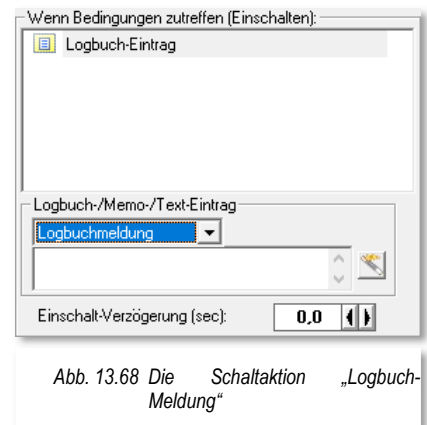 Wenn Bedingungen zutreffen (Einschalten):
Logbuch-Eintrag
Logbuch-/Memo-/Text-Eintrag
Logbuchmeldung
Einschalt-Verzögerung (sec): 0,0
Abb. 13.68 Die Schaltaktion „Logbuch-
Meldung“